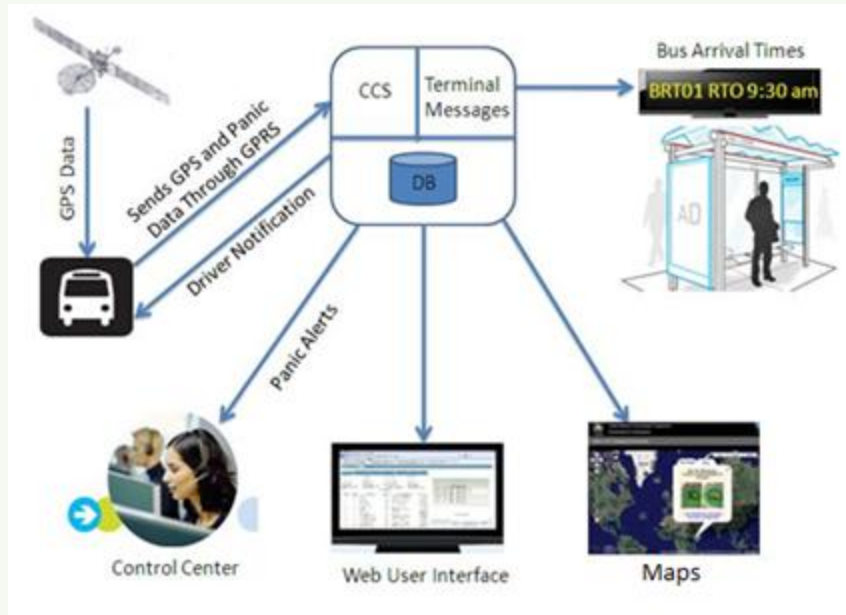 Bus Arrival Times
BRT01 RTO 9:30 am
CCS
Terminal
Messages
DB
GPS Data
Sends GPS and Panic
Data Through GPRS
Driver Notification
AD
Panic Alerts
Control Center
Web User Interface
Maps